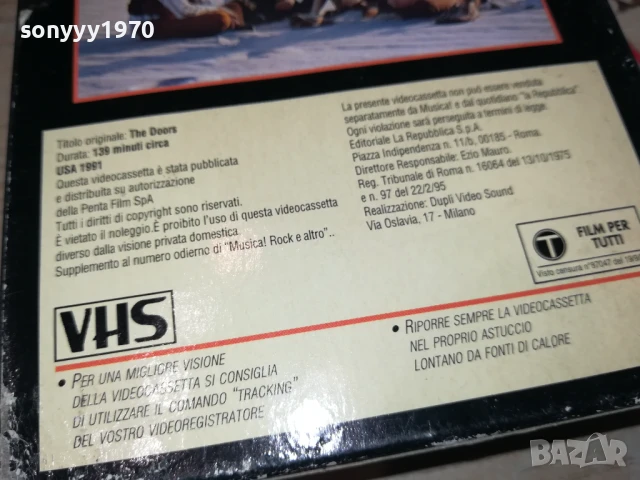 sonyyy1970
Titolo originale: The Doors
Durata: 139 minuti circa
USA 1991
Questa videocassetta è stata pubblicata
e distribuita su autorizzazione
della Penta Film SpA
Tutti i diritti di copyright sono riservati.
È vietato il noleggio.È proibito l'uso di questa videocassetta
diverso dalla visione privata domestica.
Supplemento al numero odierno di "Musica! Rock e altro"..
La presente videocassetta non può essere venduta
separatamente da Musica! e dal quotidiano "la Repubblica".
Ogni violazione sarà perseguita a termini di legge.
Editoriale La Repubblica S.p.A.
Piazza Indipendenza n. 11/b, 00185 - Roma.
Direttore Responsabile: Ezio Mauro.
Reg. Tribunale di Roma n. 16064 del 13/10/1975
e n. 97 del 22/2/95
Realizzazione: Dupli Video Sound
Via Oslavia, 17 - Milano
T
FILM PER
TUTTI
Visto censura n°87047 del
VHS
• PER UNA MIGLIORE VISIONE
DELLA VIDEOCASSETTA SI CONSIGLIA
DI UTILIZZARE IL COMANDO "TRACKING"
DEL VOSTRO VIDEOREGISTRATORE
• RIPORRE SEMPRE LA VIDEOCASSETTA
NEL PROPRIO ASTUCCIO
LONTANO DA FONTI DI CALORE
BAZAR